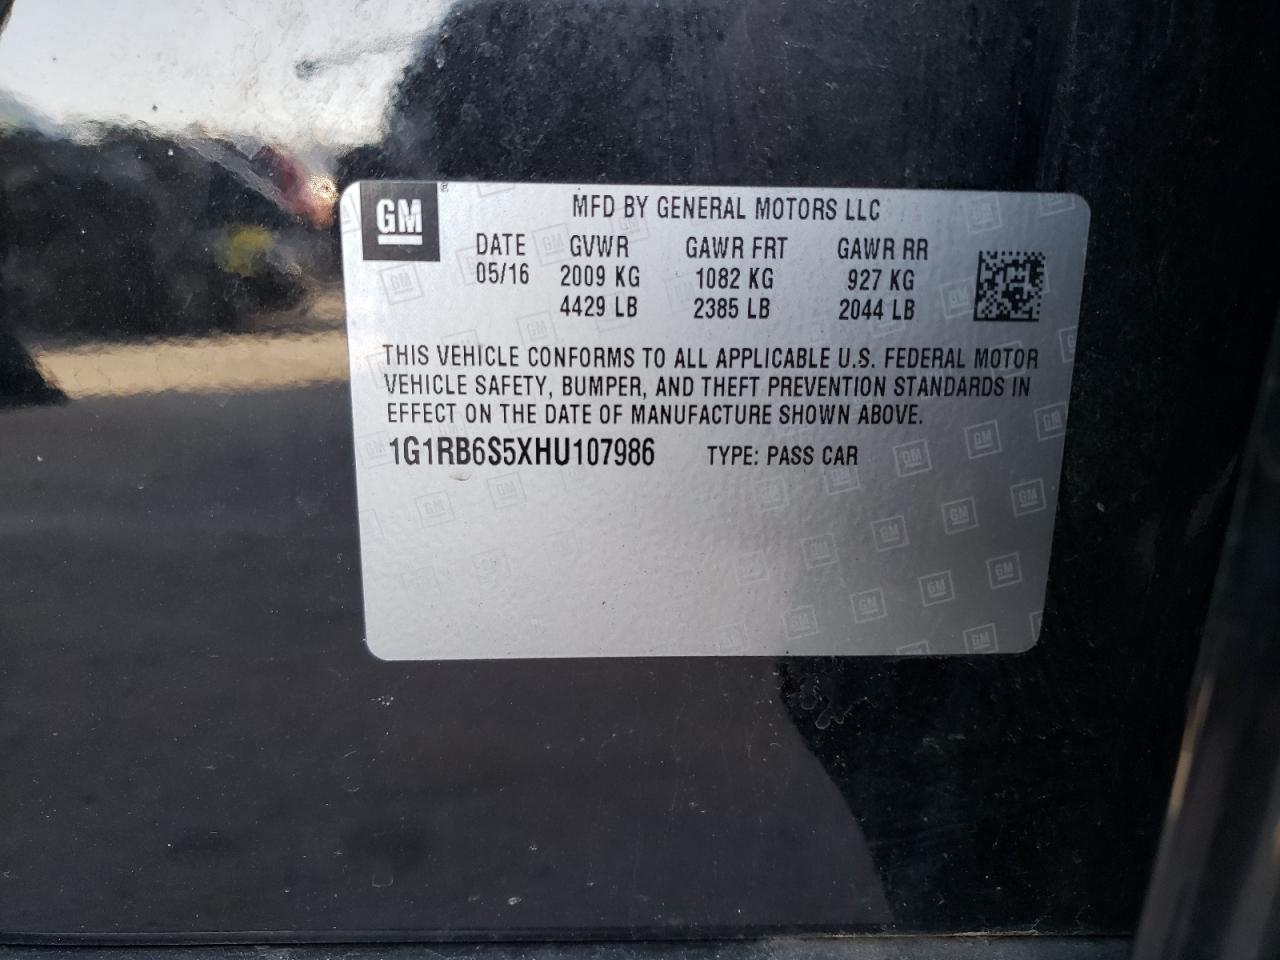 GM
MFD BY GENERAL MOTORS LLC
DATE GVWR GAWR FRT GAWR RR
05/16 2009 KG 1082 KG 927 KG
4429 LB 2385 LB 2044 LB
THIS VEHICLE CONFORMS TO ALL APPLICABLE U.S. FEDERAL MOTOR
VEHICLE SAFETY, BUMPER, AND THEFT PREVENTION STANDARDS IN
EFFECT ON THE DATE OF MANUFACTURE SHOWN ABOVE.
1G1RB6S5XHU107986 TYPE: PASS CAR